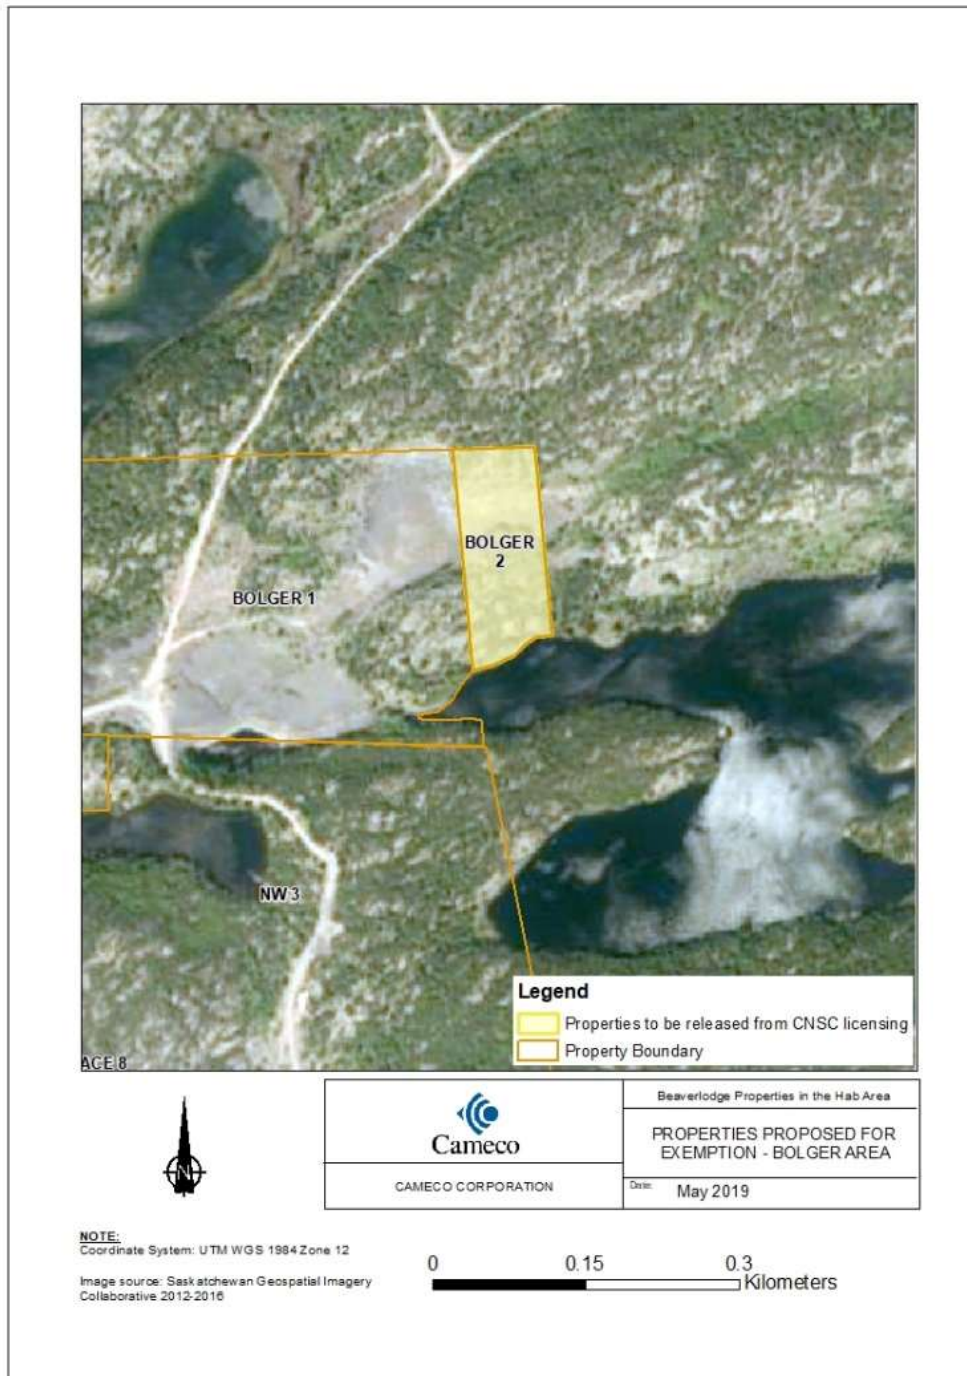 BOLGER
2
BOLGER 1
NW 3
ACE 8
Legend
Properties to be released from CNSC licensing
Property Boundary
N
Cameco
CAMECO CORPORATION
Beaverlodge Properties in the Hab Area
PROPERTIES PROPOSED FOR
EXEMPTION - BOLGER AREA
Date:
May 2019
NOTE:
Coordinate System: UTM WGS 1984 Zone 12
Image source: Saskatchewan Geospatial Imagery
Collaborative 2012-2016
0 0.15 0.3
Kilometers